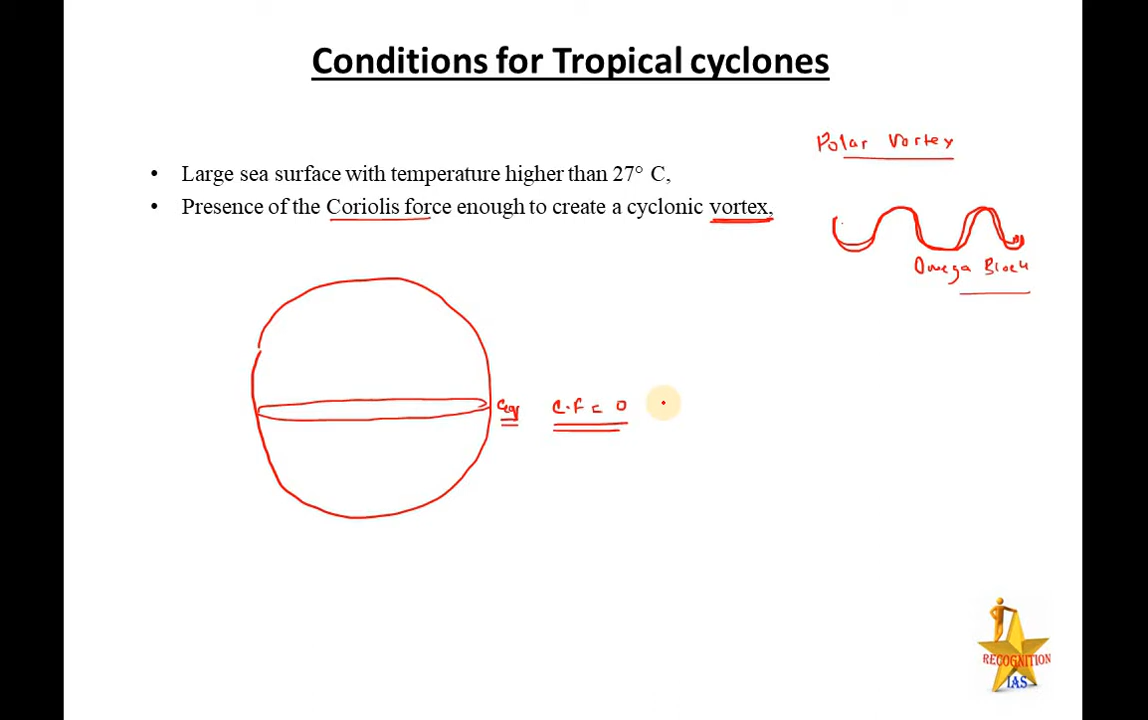 Conditions for Tropical cyclones
Polar Vortex
• Large sea surface with temperature higher than 27° C,
• Presence of the Coriolis force enough to create a cyclonic vortex,
Omega Block
C.F = 0
RECOGNITION
IAS